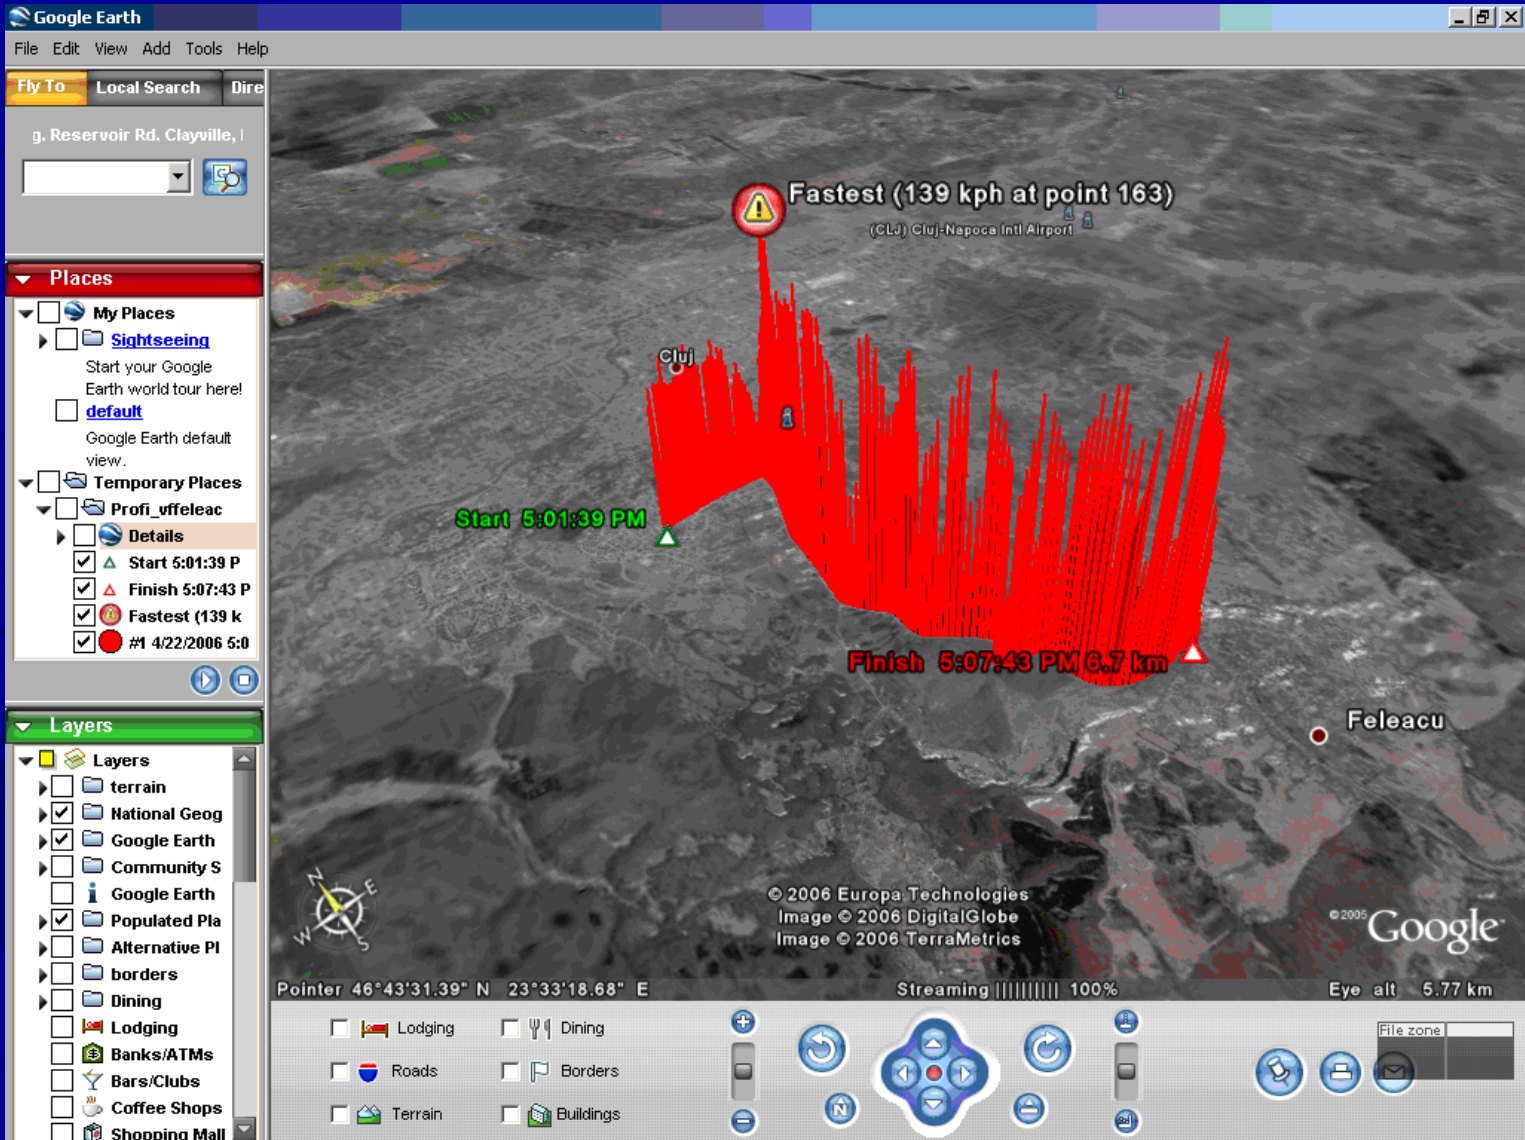 Google Earth
File Edit View Add Tools Help
Fly To Local Search Dire
g. Reservoir Rd. Clayville,
Places
My Places
Sightseeing
Start your Google
Earth world tour here!
default
Google Earth default
view.
Temporary Places
Profi_vffeleac
Details
Start 5:01:39 P
Finish 5:07:43 P
Fastest (139 k
#1 4/22/2006 5:0
Layers
Layers
terrain
National Geog
Google Earth
Community S
Google Earth
Populated Pla
Alternative Pl
borders
Dining
Lodging
Banks/ATMs
Bars/Clubs
Coffee Shops
Shopping Mall
Fastest (139 kph at point 163)
(CLJ) Cluj-Napoca Intl Airport
Cluj
Start 5:01:39 PM
Finish 5:07:43 PM 6.7 km
Feleacu
N E
W S
© 2006 Europa Technologies
Image © 2006 DigitalGlobe
Image © 2006 TerraMetrics
©2005 Google™
Pointer 46°43'31.39" N 23°33'18.68" E Streaming |||||||||| 100% Eye alt 5.77 km
Lodging Dining
Roads Borders
Terrain Buildings
N
File zone